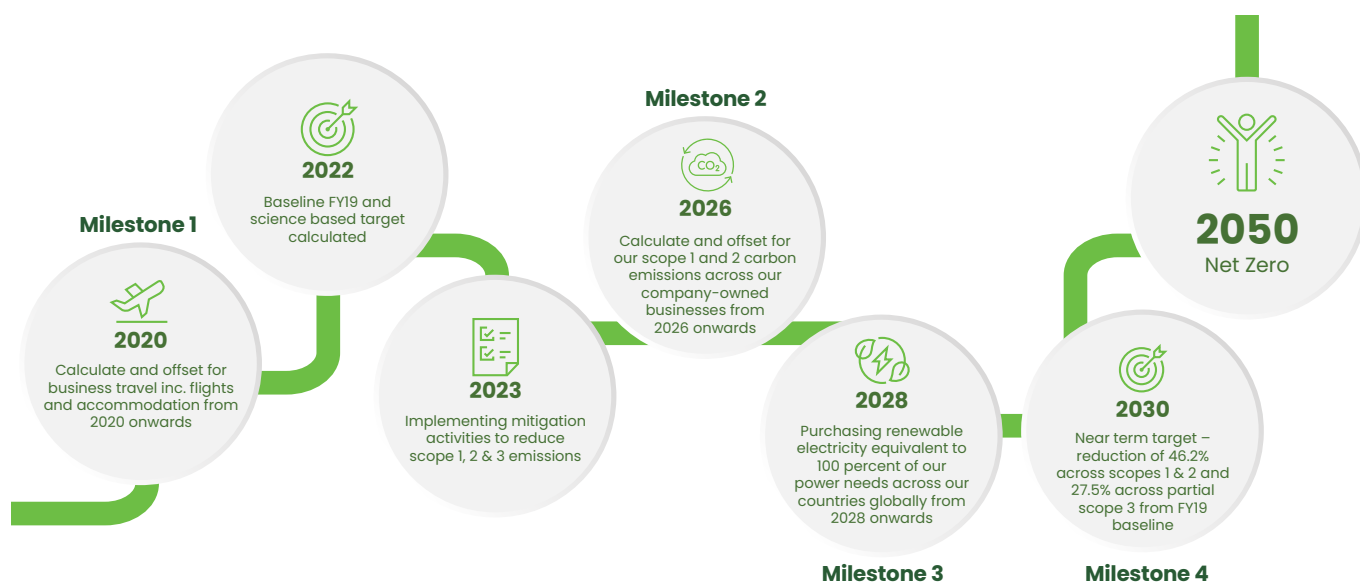 Milestone 1
2020
Calculate and offset for
business travel inc. flights
and accommodation from
2020 onwards
2022
Baseline FY19 and
science based target
calculated
2023
Implementing mitigation
activities to reduce
scope 1, 2 & 3 emissions
Milestone 2
CO2
2026
Calculate and offset for
our scope 1 and 2 carbon
emissions across our
company-owned
businesses from
2026 onwards
2028
Purchasing renewable
electricity equivalent to
100 percent of our
power needs across our
countries globally from
2028 onwards
Milestone 3
2030
Near term target –
reduction of 46.2%
across scopes 1 & 2 and
27.5% across partial
scope 3 from FY19
baseline
Milestone 4
2050
Net Zero